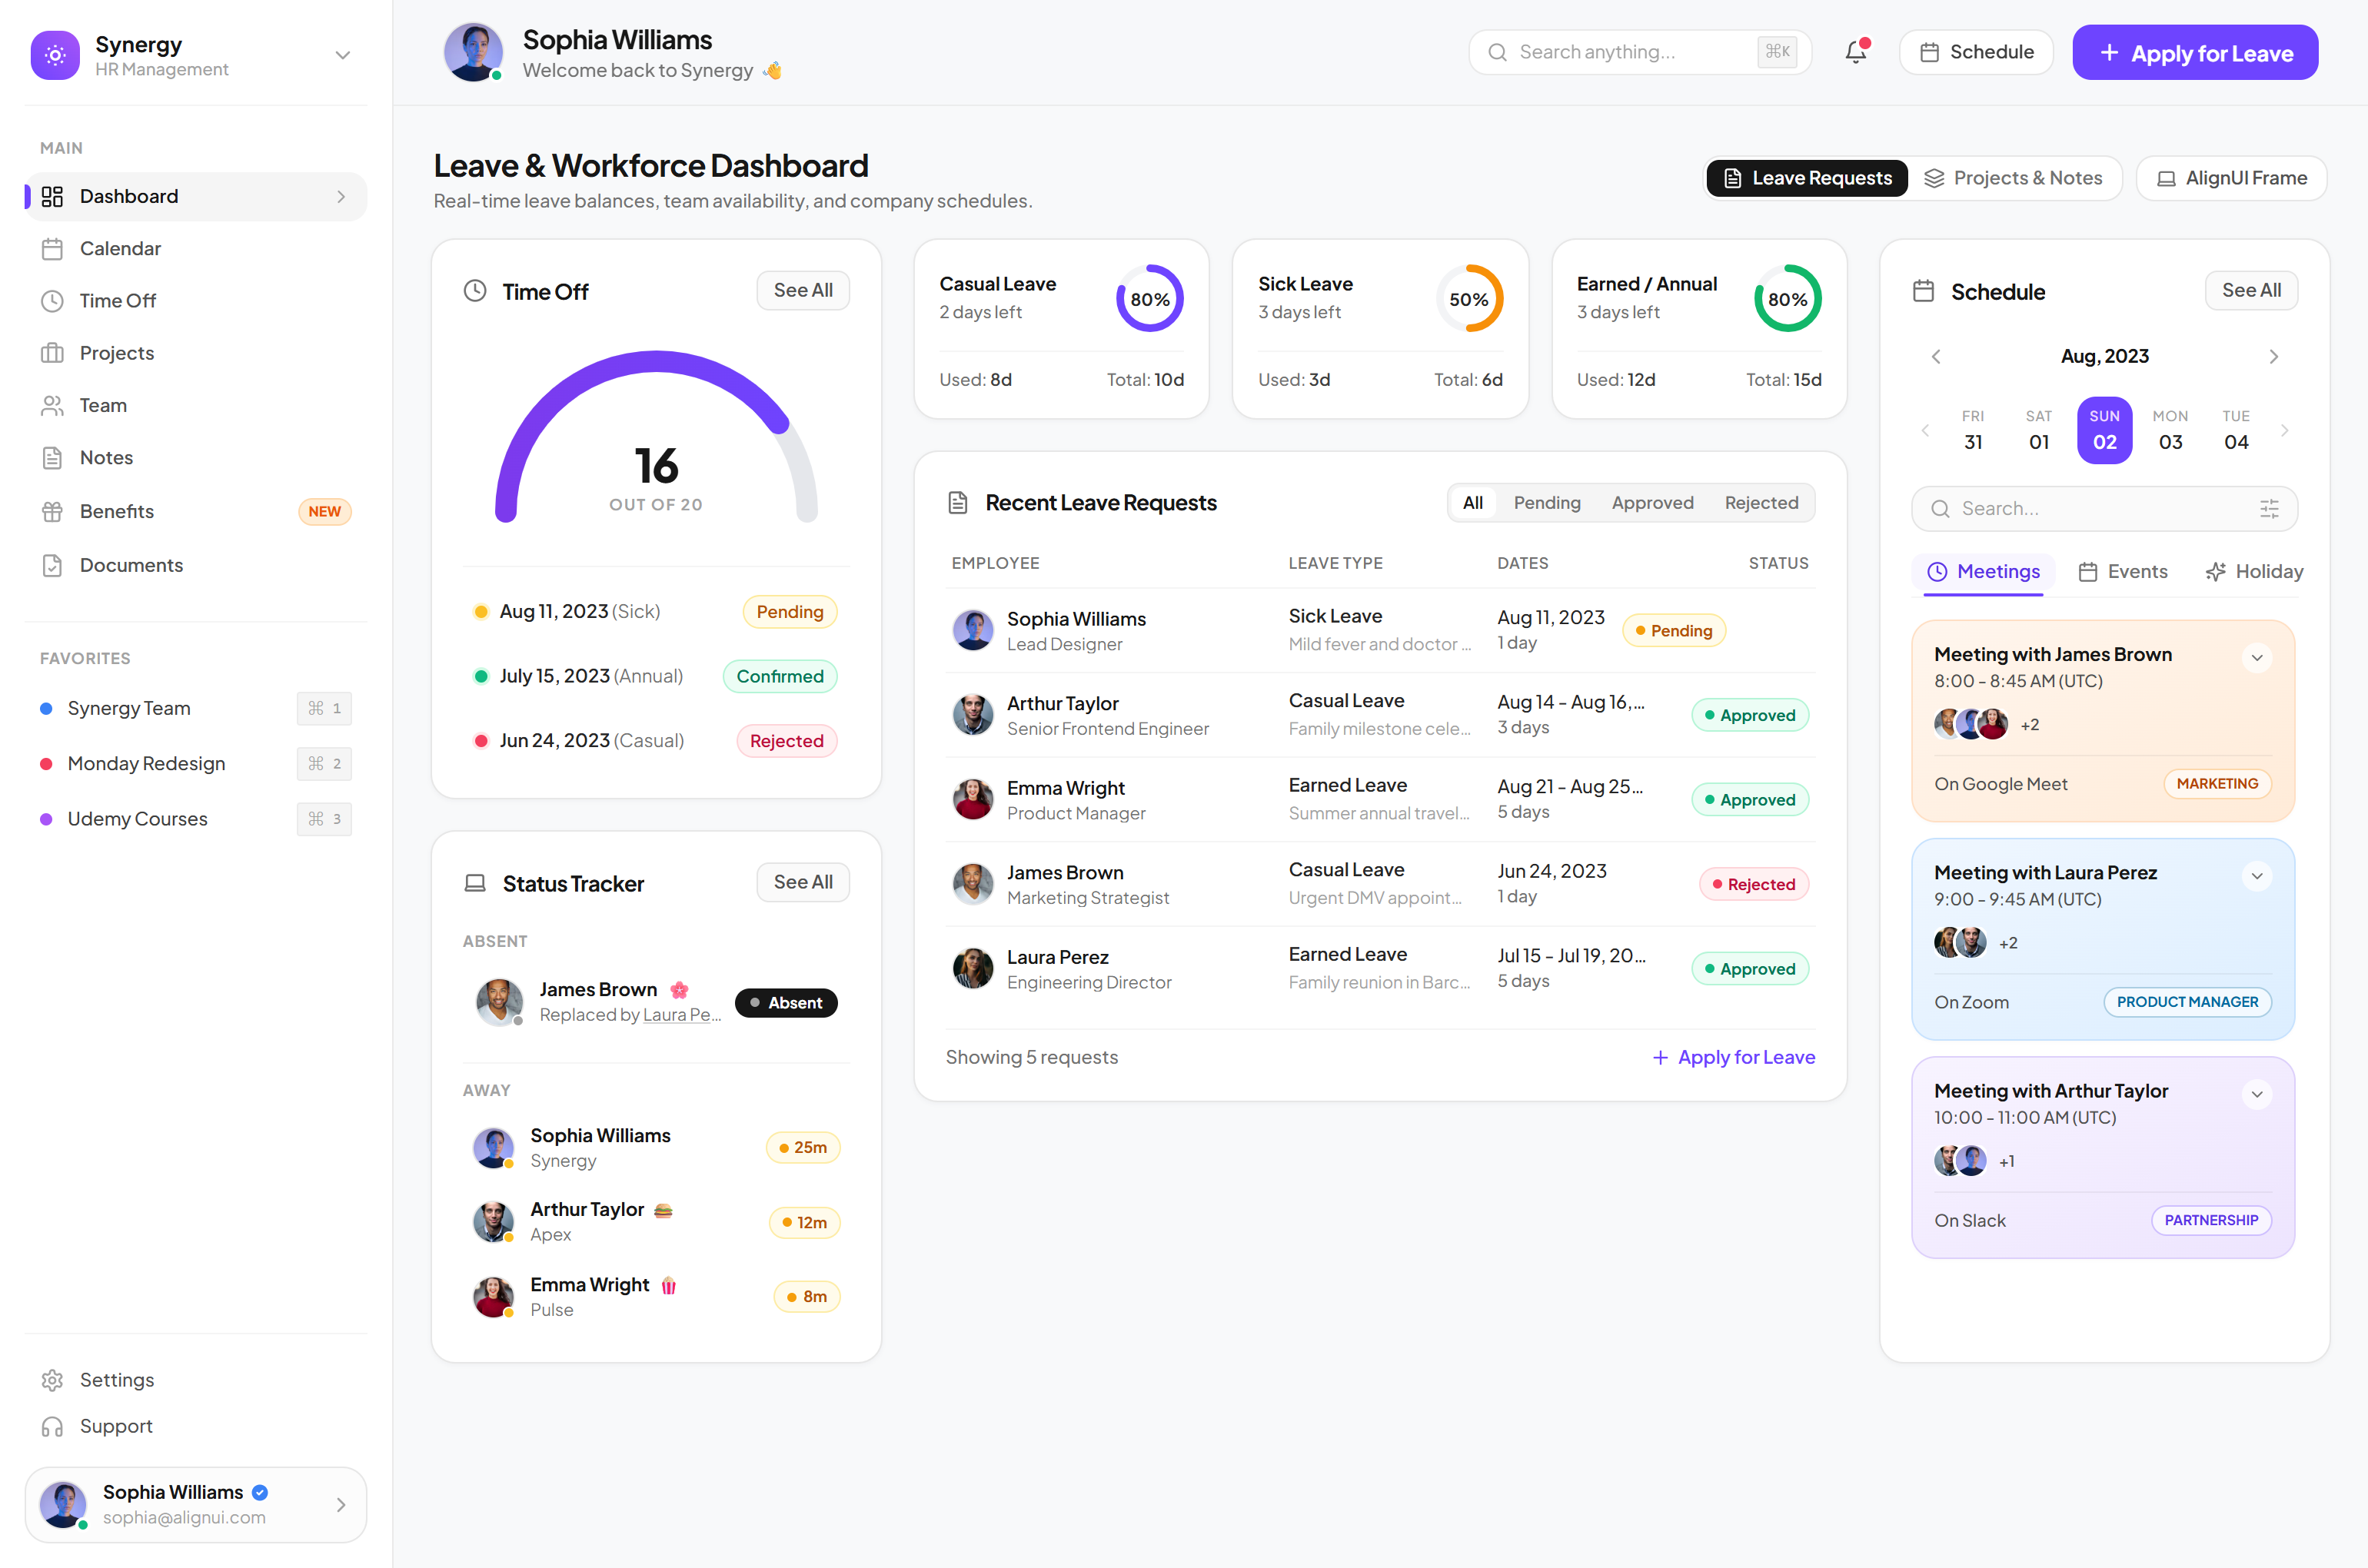 Synergy
HR Management
MAIN
Dashboard
Calendar
Time Off
Projects
Team
Notes
Benefits NEW
Documents
FAVORITES
Synergy Team ⌘ 1
Monday Redesign ⌘ 2
Udemy Courses ⌘ 3
Settings
Support
Sophia Williams
sophia@alignui.com
Sophia Williams
Welcome back to Synergy 👋
Search anything... ⌘K
Schedule
+ Apply for Leave
Leave & Workforce Dashboard
Real-time leave balances, team availability, and company schedules.
Leave Requests
Projects & Notes
AlignUI Frame
Time Off
See All
16
OUT OF 20
Aug 11, 2023 (Sick) Pending
July 15, 2023 (Annual) Confirmed
Jun 24, 2023 (Casual) Rejected
Status Tracker
See All
ABSENT
James Brown 🌸
Replaced by Laura Pe...
Absent
AWAY
Sophia Williams
Synergy
25m
Arthur Taylor 🍔
Apex
12m
Emma Wright 🍿
Pulse
8m
Casual Leave
2 days left
80%
Used: 8d Total: 10d
Sick Leave
3 days left
50%
Used: 3d Total: 6d
Earned / Annual
3 days left
80%
Used: 12d Total: 15d
Recent Leave Requests
All Pending Approved Rejected
EMPLOYEE LEAVE TYPE DATES STATUS
Sophia Williams Sick Leave Aug 11, 2023 Pending
Lead Designer Mild fever and doctor ... 1 day
Arthur Taylor Casual Leave Aug 14 - Aug 16,... Approved
Senior Frontend Engineer Family milestone cele... 3 days
Emma Wright Earned Leave Aug 21 - Aug 25... Approved
Product Manager Summer annual travel... 5 days
James Brown Casual Leave Jun 24, 2023 Rejected
Marketing Strategist Urgent DMV appoint... 1 day
Laura Perez Earned Leave Jul 15 - Jul 19, 20... Approved
Engineering Director Family reunion in Barc... 5 days
Showing 5 requests
+ Apply for Leave
Schedule
See All
Aug, 2023
FRI SAT SUN MON TUE
31 01 02 03 04
Search...
Meetings Events Holiday
Meeting with James Brown
8:00 - 8:45 AM (UTC)
+2
On Google Meet MARKETING
Meeting with Laura Perez
9:00 - 9:45 AM (UTC)
+2
On Zoom PRODUCT MANAGER
Meeting with Arthur Taylor
10:00 - 11:00 AM (UTC)
+1
On Slack PARTNERSHIP